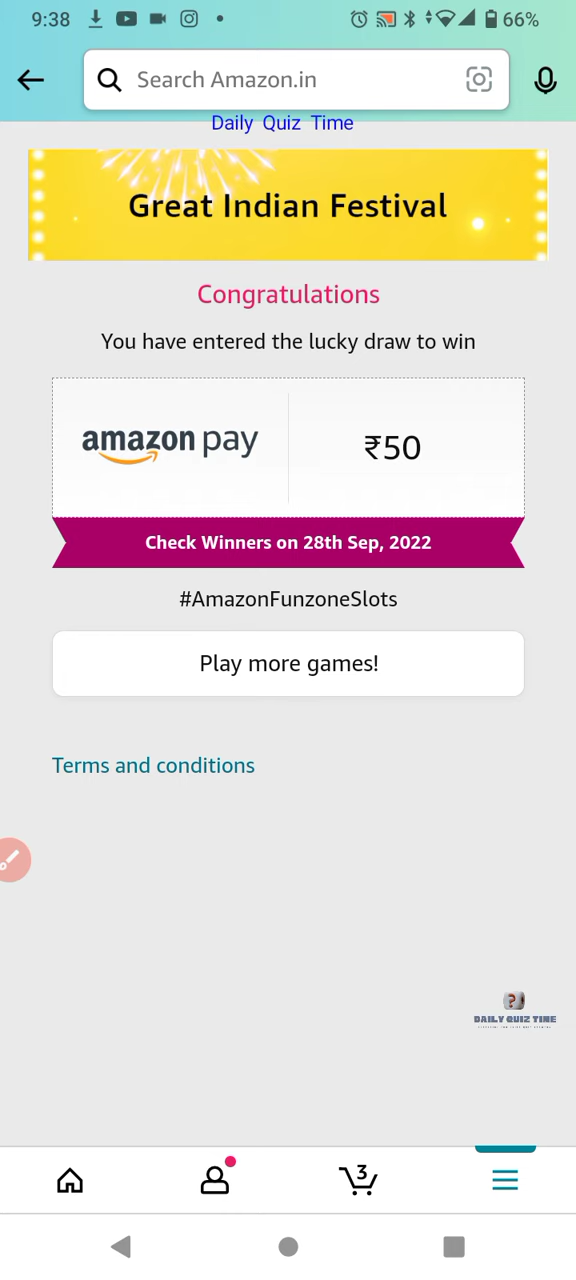 9:38
66%
Search Amazon.in
Daily Quiz Time
Great Indian Festival
Congratulations
You have entered the lucky draw to win
amazon pay
₹50
Check Winners on 28th Sep, 2022
#AmazonFunzoneSlots
Play more games!
Terms and conditions
?
DAILY QUIZ TIME
3